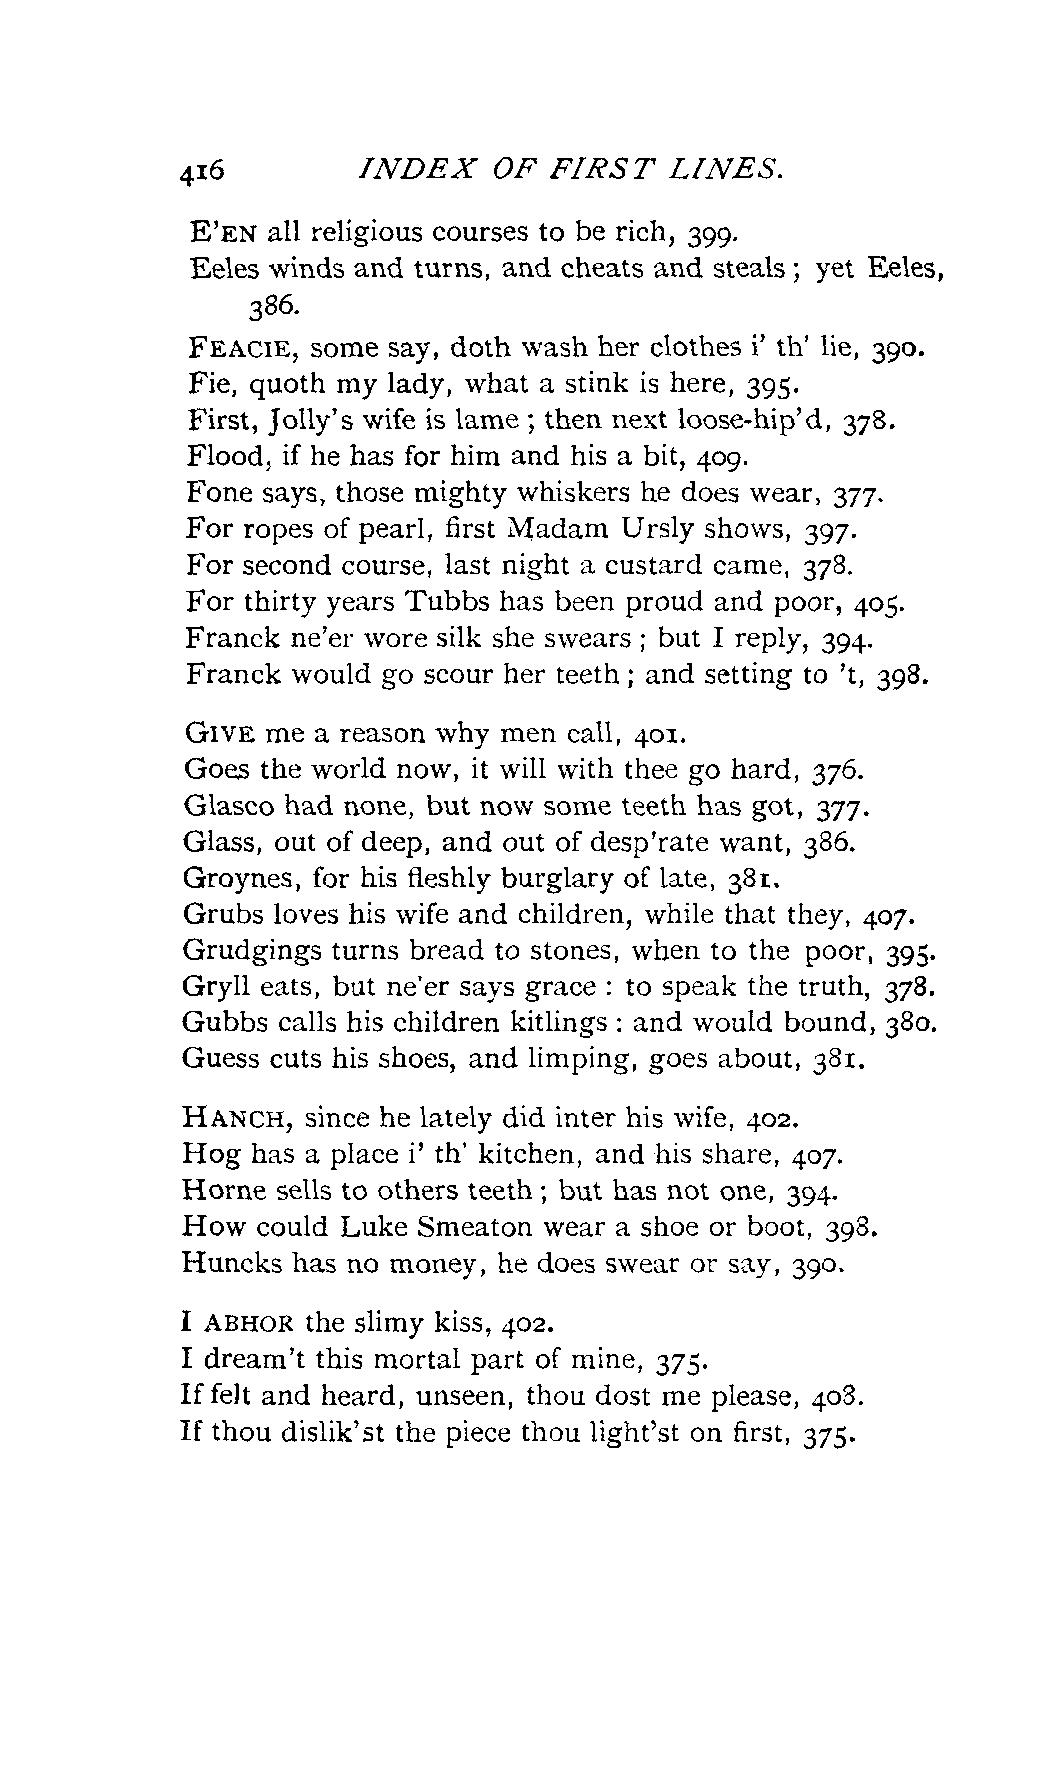 416 INDEX OF FIRST LINES.
E'EN all religious courses to be rich, 399.
Eeles winds and turns, and cheats and steals ; yet Eeles,
386.
FEACIE, some say, doth wash her clothes i' th' lie, 390.
Fie, quoth my lady, what a stink is here, 395.
First, Jolly's wife is lame ; then next loose-hip'd, 378.
Flood, if he has for him and his a bit, 409.
Fone says, those mighty whiskers he does wear, 377.
For ropes of pearl, first Madam Ursly shows, 397.
For second course, last night a custard came, 378.
For thirty years Tubbs has been proud and poor, 405.
Franck ne'er wore silk she swears ; but I reply, 394.
Franck would go scour her teeth ; and setting to 't, 398.
GIVE me a reason why men call, 401.
Goes the world now, it will with thee go hard, 376.
Glasco had none, but now some teeth has got, 377.
Glass, out of deep, and out of desp'rate want, 386.
Groynes, for his fleshly burglary of late, 381.
Grubs loves his wife and children, while that they, 407.
Grudgings turns bread to stones, when to the poor, 395.
Gryll eats, but ne'er says grace : to speak the truth, 378.
Gubbs calls his children kitlings : and would bound, 380.
Guess cuts his shoes, and limping, goes about, 381.
HANCH, since he lately did inter his wife, 402.
Hog has a place i' th' kitchen, and his share, 407.
Horne sells to others teeth ; but has not one, 394.
How could Luke Smeaton wear a shoe or boot, 398.
Huncks has no money, he does swear or say, 390.
I ABHOR the slimy kiss, 402.
I dream't this mortal part of mine, 375.
If felt and heard, unseen, thou dost me please, 408.
If thou dislik'st the piece thou light'st on first, 375.